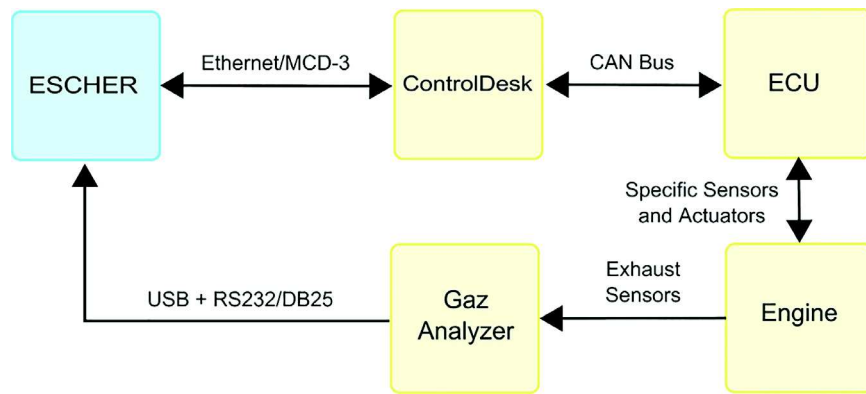 Ethernet/MCD-3
CAN Bus
ESCHER
ControlDesk
ECU
Specific Sensors
and Actuators
Exhaust
Sensors
USB + RS232/DB25
Gaz
Analyzer
Engine